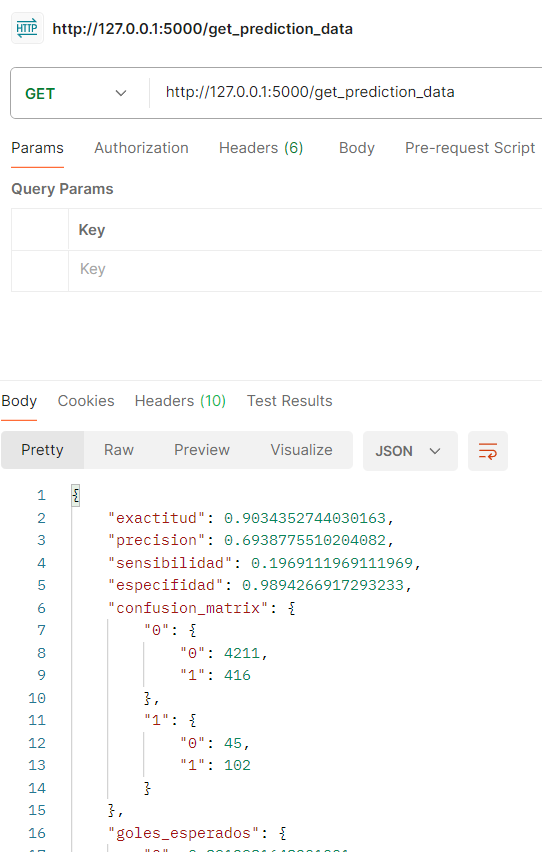 HTTP http://127.0.0.1:5000/get_prediction_data
GET http://127.0.0.1:5000/get_prediction_data
Params Authorization Headers (6) Body Pre-request Script
Query Params
Key
Key
Body Cookies Headers (10) Test Results
Pretty Raw Preview Visualize JSON
1 {
2 "exactitud": 0.9034352744030163,
3 "precision": 0.6938775510204082,
4 "sensibilidad": 0.1969111969111969,
5 "especifidad": 0.9894266917293233,
6 "confusion_matrix": {
7 "0": {
8 "0": 4211,
9 "1": 416
10 },
11 "1": {
12 "0": 45,
13 "1": 102
14 }
15 },
16 "goles_esperados": {